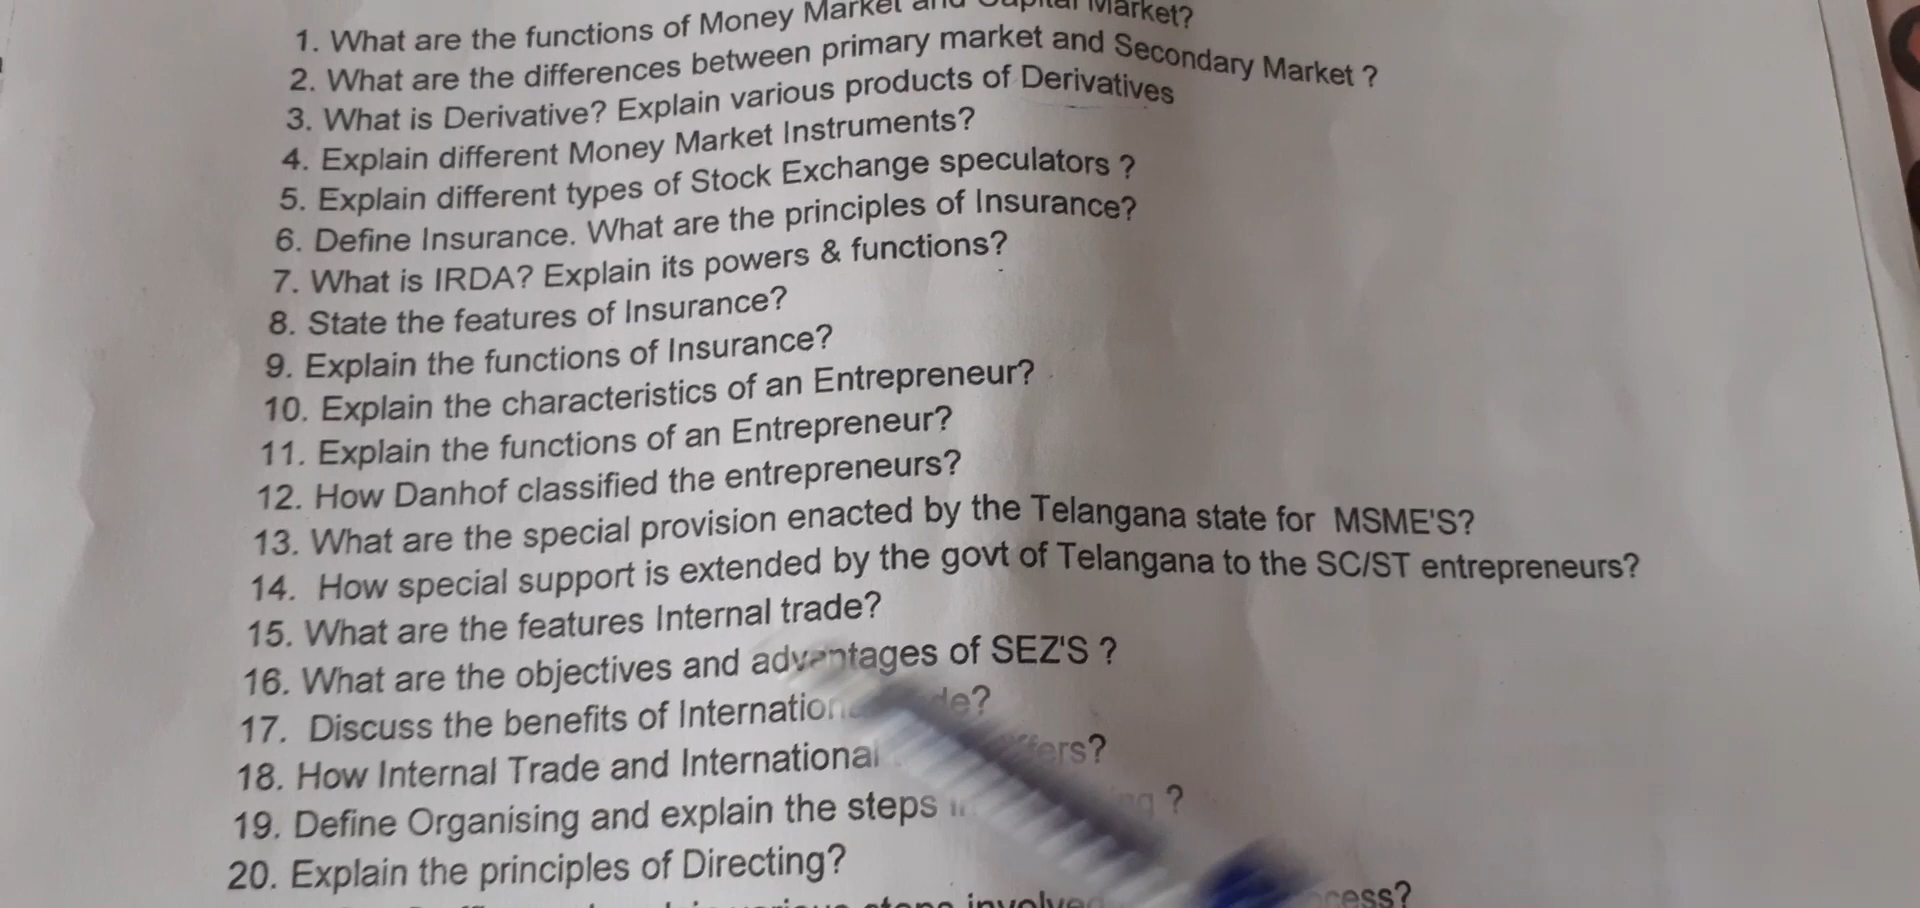 1. What are the functions of Money Market and Capital Market?
2. What are the differences between primary market and Secondary Market ?
3. What is Derivative? Explain various products of Derivatives
4. Explain different Money Market Instruments?
5. Explain different types of Stock Exchange speculators ?
6. Define Insurance. What are the principles of Insurance?
7. What is IRDA? Explain its powers & functions?
8. State the features of Insurance?
9. Explain the functions of Insurance?
10. Explain the characteristics of an Entrepreneur?
11. Explain the functions of an Entrepreneur?
12. How Danhof classified the entrepreneurs?
13. What are the special provision enacted by the Telangana state for MSME'S?
14. How special support is extended by the govt of Telangana to the SC/ST entrepreneurs?
15. What are the features Internal trade?
16. What are the objectives and advantages of SEZ'S ?
17. Discuss the benefits of International
18. How Internal Trade and International
19. Define Organising and explain the steps ?
20. Explain the principles of Directing?
steps involved